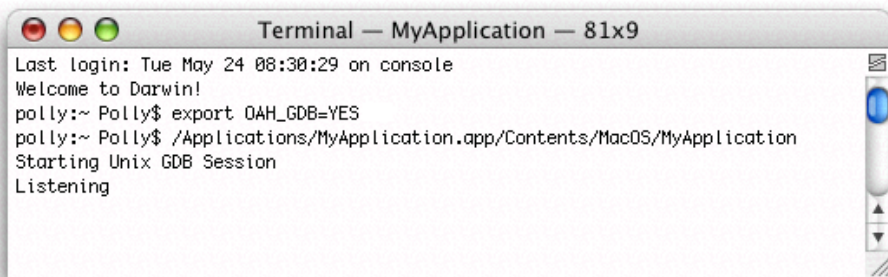 Terminal — MyApplication — 81x9
Last login: Tue May 24 08:30:29 on console
Welcome to Darwin!
polly:~ Polly$ export OAH_GDB=YES
polly:~ Polly$ /Applications/MyApplication.app/Contents/MacOS/MyApplication
Starting Unix GDB Session
Listening